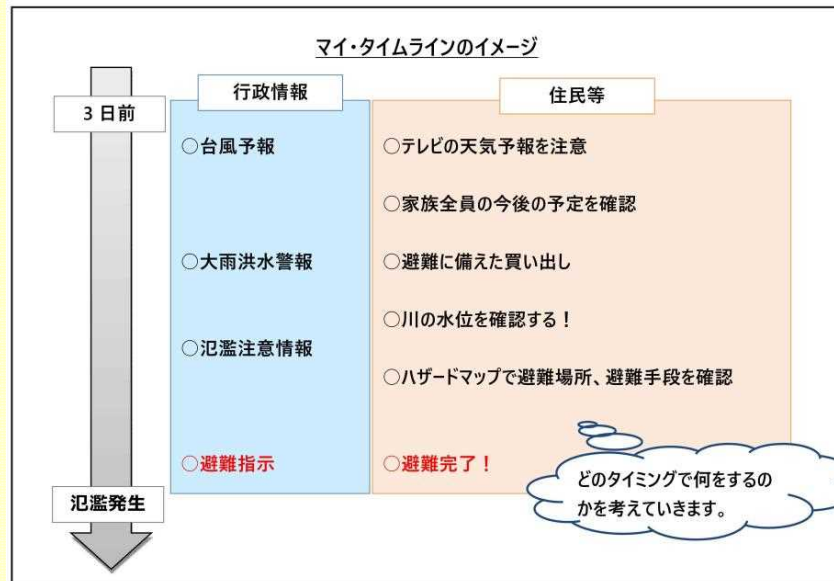 マイ・タイムラインのイメージ
3日前
行政情報
住民等
○台風予報
○テレビの天気予報を注意
○家族全員の今後の予定を確認
○大雨洪水警報
○避難に備えた買い出し
○川の水位を確認する！
○氾濫注意情報
○ハザードマップで避難場所、避難手段を確認
○避難指示
○避難完了！
どのタイミングで何をするの
かを考えていきます。
氾濫発生